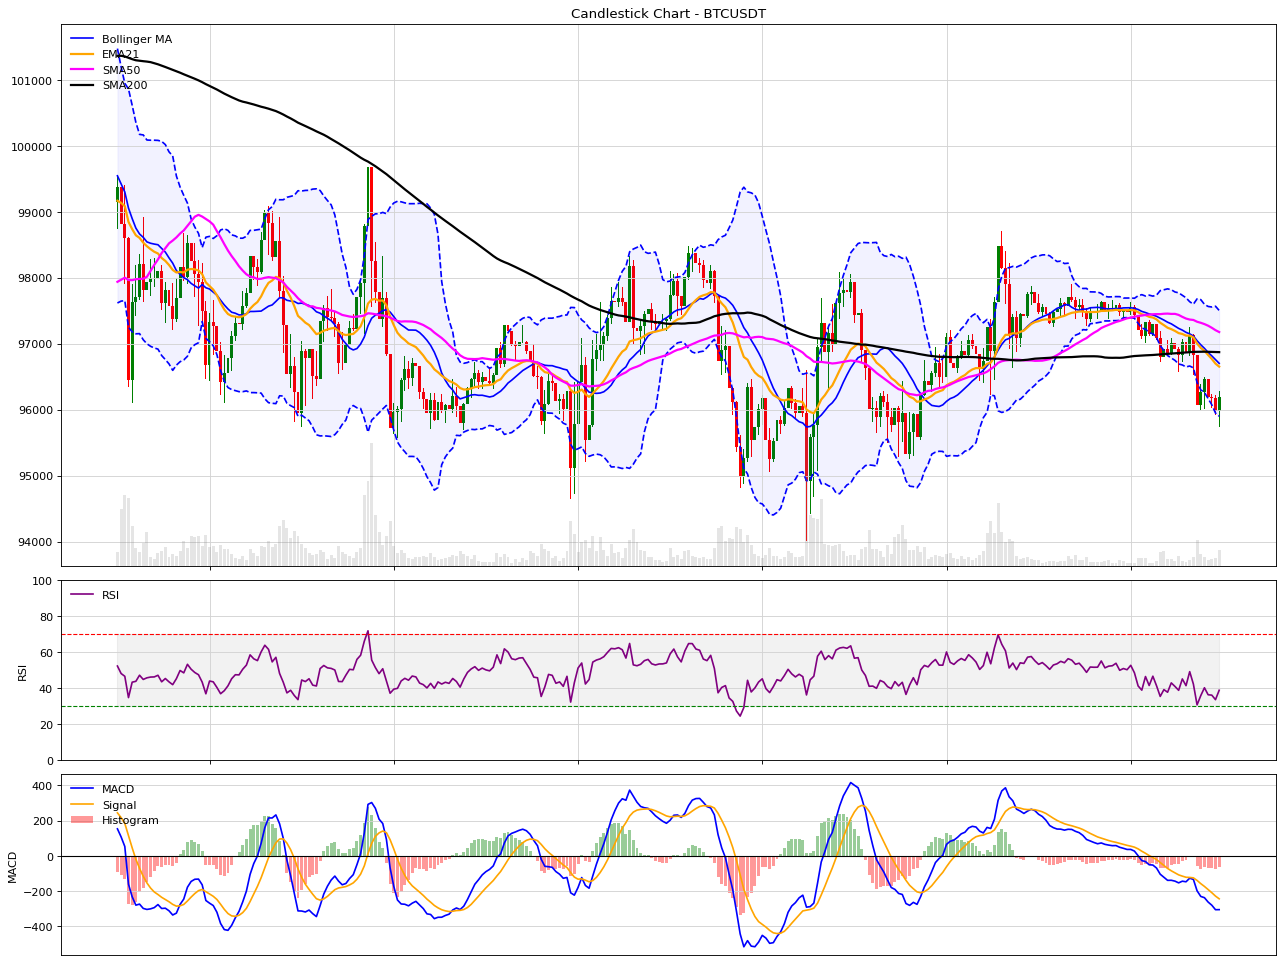 Candlestick Chart - BTCUSDT
Bollinger MA
EMA21
SMA50
SMA200
101000
100000
99000
98000
97000
96000
95000
94000
RSI
100
80
60
40
20
0
RSI
MACD
Signal
Histogram
400
200
0
−200
−400
MACD